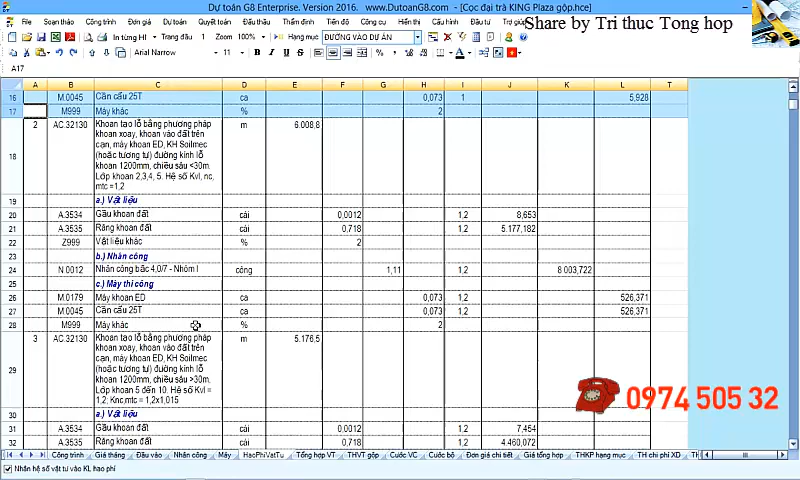 Dự toán G8 Enterprise. Version 2016.   www.DutoanG8.com - [Cọc đại trà KING Plaza gộp.hce]
Hồ sơ Soạn thảo Công trình Đơn giá Dự toán Quyết toán Đấu thầu Thẩm định Tiện ích Công cụ Hiển thị Cấu hình Đầu tư Trợ giúp
Share by Tri thuc Tong hop
In từng HI Trang đầu 1 Zoom 100% Hạng mục ĐƯỜNG VÀO DỰ ÁN
Arial Narrow 11 B I U
A17
A B C D E F G H I J K L T
16 M.0045 Cần cẩu 25T ca 0,073 1 5,928
17 M999 Máy khác % 2
2 AC.32130 Khoan tạo lỗ bằng phương pháp m 6.008,8
khoan xoay, khoan vào đất trên
cạn, máy khoan ED, KH Soilmec
(hoặc tương tự) đường kính lỗ
18 khoan 1200mm, chiều sâu <30m.
Lớp khoan 2,3,4, 5. Hệ số Kvl, nc,
mtc =1,2
19 a.) Vật liệu
20 A.3534 Gầu khoan đất cái 0,0012 1,2 8,653
21 A.3535 Răng khoan đất cái 0,718 1,2 5.177,182
22 Z999 Vật liệu khác % 2
23 b.) Nhân công
24 N.0012 Nhân công bậc 4,0/7 - Nhóm I công 1,11 1,2 8 003,722
25 c.) Máy thi công
26 M.0179 Máy khoan ED ca 0,073 1,2 526,371
27 M.0045 Cần cẩu 25T ca 0,073 1,2 526,371
28 M999 Máy khác % 2
3 AC.32130 Khoan tạo lỗ bằng phương pháp m 5.176,5
khoan xoay, khoan vào đất trên
cạn, máy khoan ED, KH Soilmec
29 (hoặc tương tự) đường kính lỗ
khoan 1200mm, chiều sâu >30m.
Lớp khoan 5 đến 10. Hệ số Kvl =
1,2; Knc,mtc = 1,2x1,015
0974 505 32
30 a.) Vật liệu
31 A.3534 Gầu khoan đất cái 0,0012 1,2 7,454
32 A.3535 Răng khoan đất cái 0,718 1,2 4.460,072
Công trình Giá tháng Đầu vào Nhân công Máy HaoPhiVatTu Tổng hợp VT THVT gộp Cước VC Cước bộ Đơn giá chi tiết Giá tổng hợp THKP hạng mục TH chi phí XD TH
Nhân hệ số vật tư vào KL hao phí